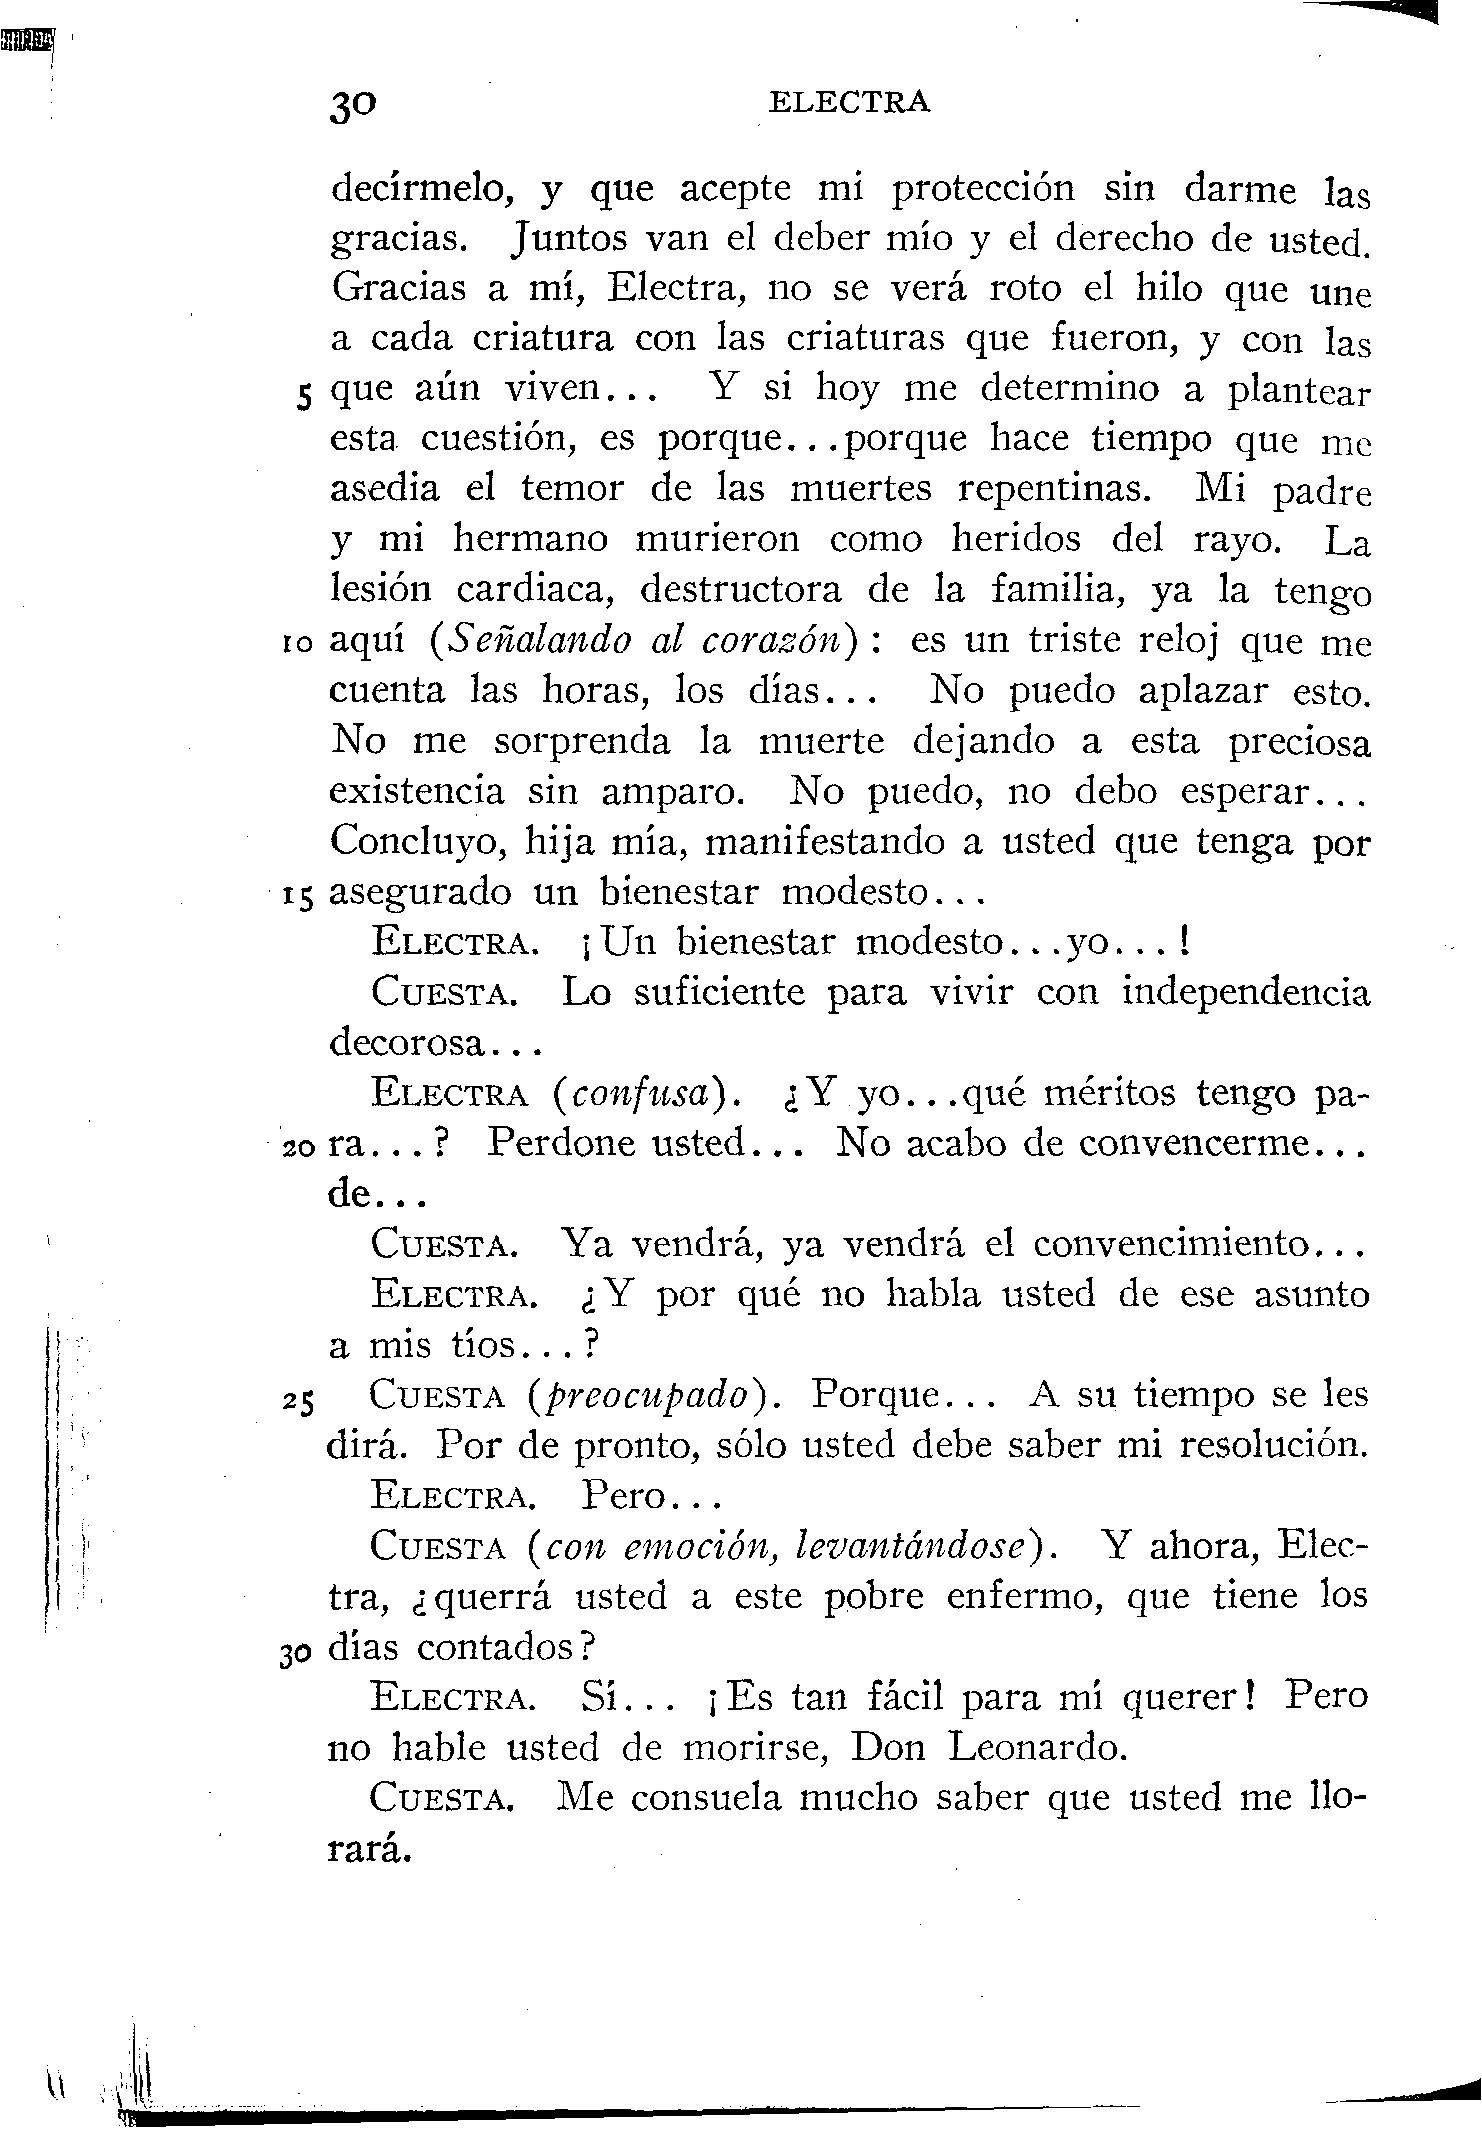 30 ELECTRA
decírmelo, y que acepte mi protección sin darme las
gracias. Juntos van el deber mío y el derecho de usted.
Gracias a mí, Electra, no se verá roto el hilo que une
a cada criatura con las criaturas que fueron, y con las
5 que aún viven... Y si hoy me determino a plantear
esta cuestión, es porque...porque hace tiempo que me
asedia el temor de las muertes repentinas. Mi padre
y mi hermano murieron como heridos del rayo. La
lesión cardiaca, destructora de la familia, ya la tengo
10 aquí (Señalando al corazón): es un triste reloj que me
cuenta las horas, los días... No puedo aplazar esto.
No me sorprenda la muerte dejando a esta preciosa
existencia sin amparo. No puedo, no debo esperar...
Concluyo, hija mía, manifestando a usted que tenga por
15 asegurado un bienestar modesto...
ELECTRA. ¡Un bienestar modesto...yo...!
CUESTA. Lo suficiente para vivir con independencia
decorosa...
ELECTRA (confusa). ¿Y yo...qué méritos tengo pa-
20 ra...? Perdone usted... No acabo de convencerme...
de...
CUESTA. Ya vendrá, ya vendrá el convencimiento...
ELECTRA. ¿Y por qué no habla usted de ese asunto
a mis tíos...?
25 CUESTA (preocupado). Porque... A su tiempo se les
dirá. Por de pronto, sólo usted debe saber mi resolución.
ELECTRA. Pero...
CUESTA (con emoción, levantándose). Y ahora, Elec-
tra, ¿querrá usted a este pobre enfermo, que tiene los
30 días contados?
ELECTRA. Sí... ¡Es tan fácil para mí querer! Pero
no hable usted de morirse, Don Leonardo.
CUESTA. Me consuela mucho saber que usted me llo-
rará.